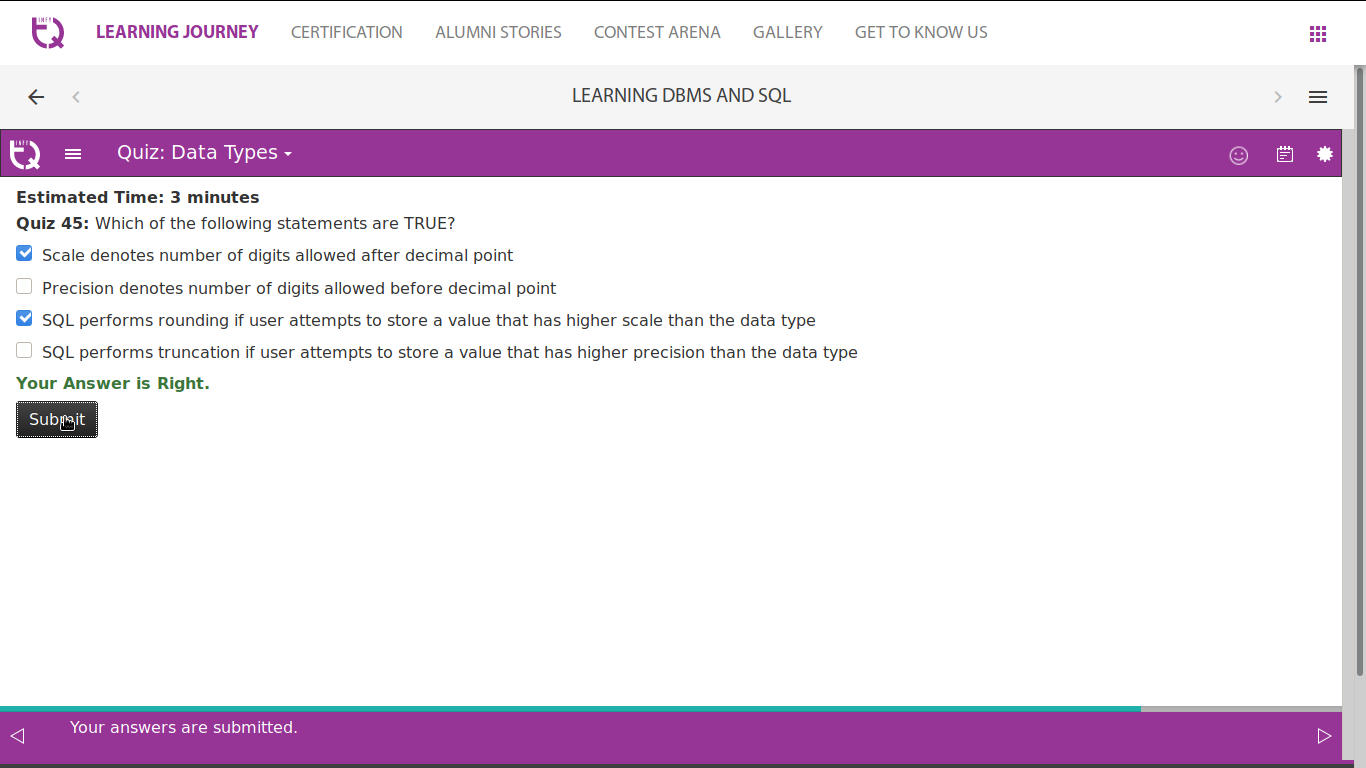 INFY
TQ
LEARNING JOURNEY CERTIFICATION ALUMNI STORIES CONTEST ARENA GALLERY GET TO KNOW US
LEARNING DBMS AND SQL
INFY
TQ
Quiz: Data Types
Estimated Time: 3 minutes
Quiz 45: Which of the following statements are TRUE?
Scale denotes number of digits allowed after decimal point
Precision denotes number of digits allowed before decimal point
SQL performs rounding if user attempts to store a value that has higher scale than the data type
SQL performs truncation if user attempts to store a value that has higher precision than the data type
Your Answer is Right.
Submit
Your answers are submitted.